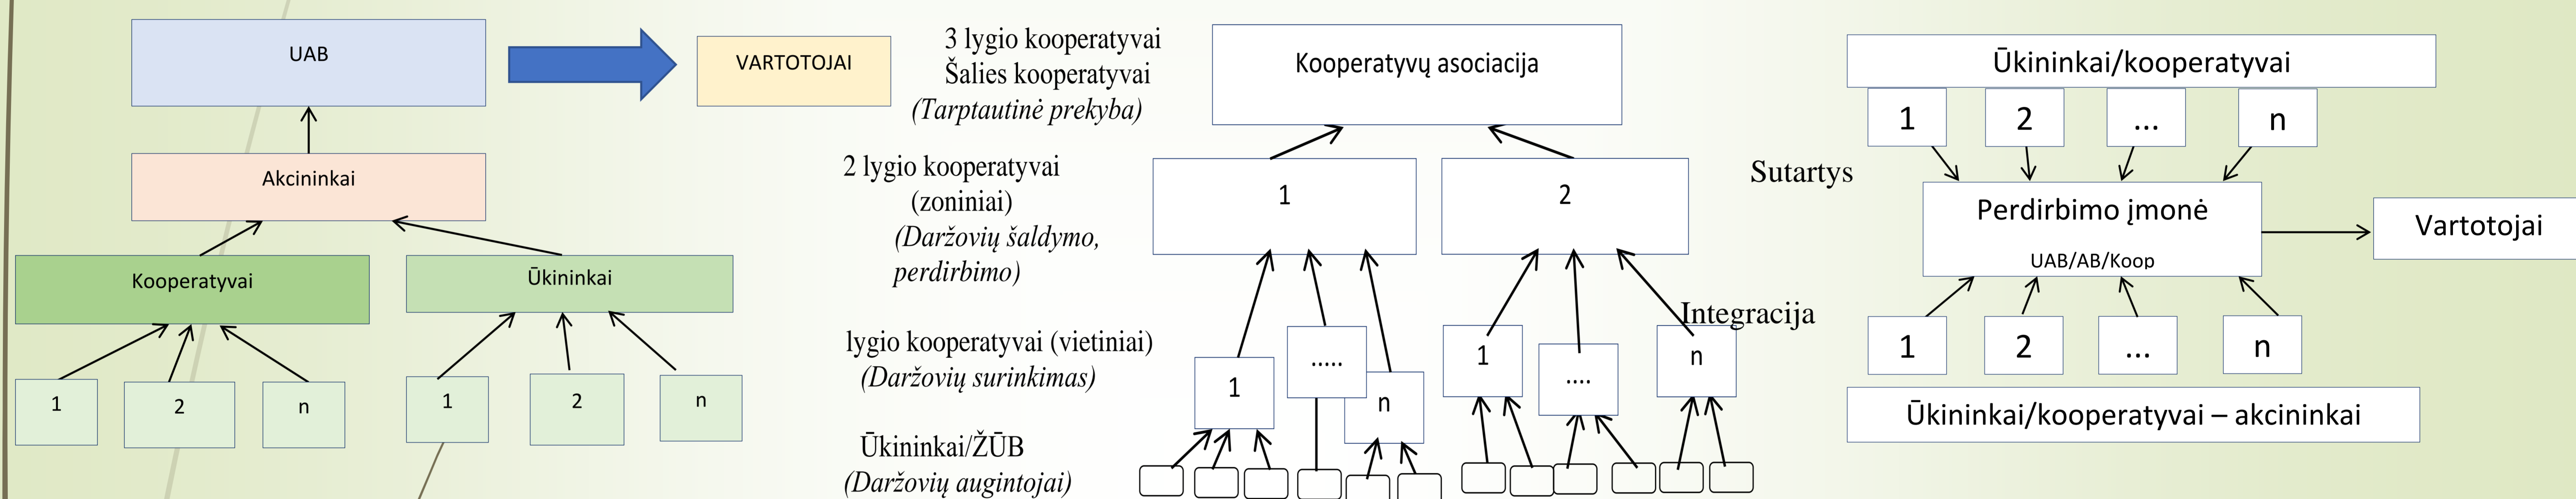 UAB
VARTOTOJAI
Akcininkai
Kooperatyvai
Ūkininkai
1
2
n
1
2
n
3 lygio kooperatyvai
Šalies kooperatyvai
(Tarptautinė prekyba)
Kooperatyvų asociacija
2 lygio kooperatyvai
(zoniniai)
(Daržovių šaldymo,
perdirbimo)
1
2
lygio kooperatyvai (vietiniai)
(Daržovių surinkimas)
1
.....
n
1
....
n
Ūkininkai/ŽŪB
(Daržovių augintojai)
Ūkininkai/kooperatyvai
1
2
...
n
Sutartys
Perdirbimo įmonė
UAB/AB/Koop
Vartotojai
Integracija
1
2
...
n
Ūkininkai/kooperatyvai – akcininkai